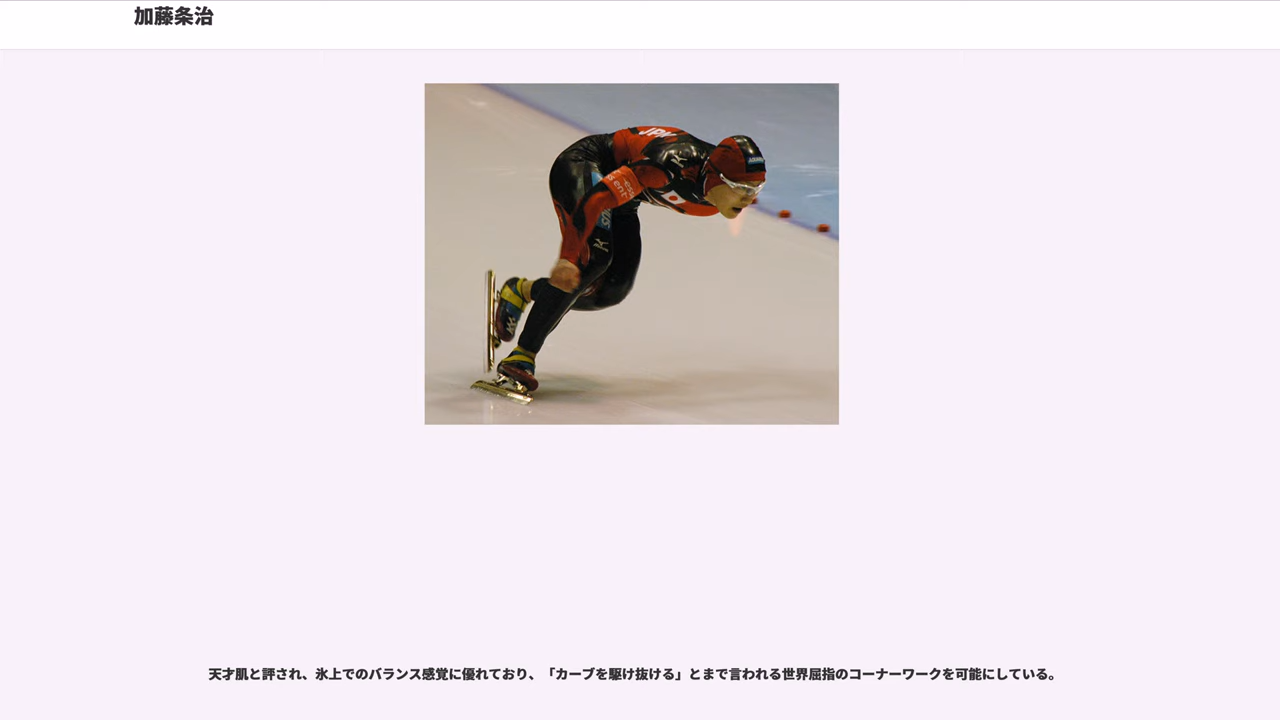 加藤条治
JPN
天才肌と評され、氷上でのバランス感覚に優れており、「カーブを駆け抜ける」とまで言われる世界屈指のコーナーワークを可能にしている。